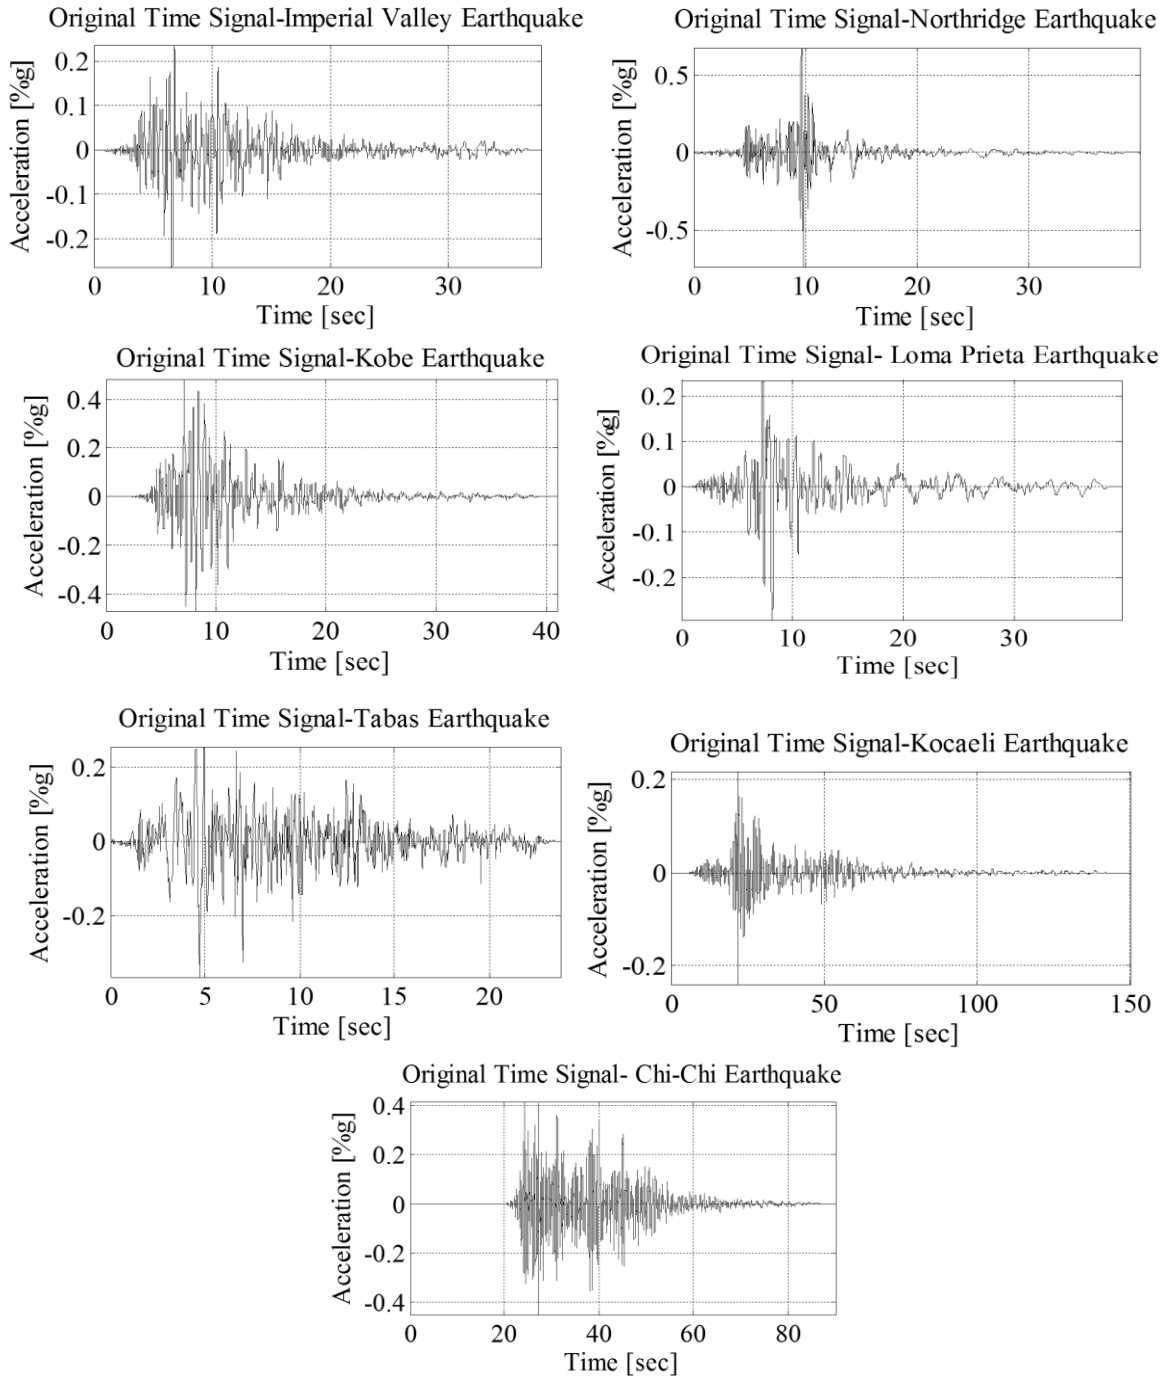 Original Time Signal-Imperial Valley Earthquake
Acceleration [%g]
0.2
0.1
0
-0.1
-0.2
0 10 20 30
Time [sec]
Original Time Signal-Northridge Earthquake
Acceleration [%g]
0.5
0
-0.5
0 10 20 30
Time [sec]
Original Time Signal-Kobe Earthquake
Acceleration [%g]
0.4
0.2
0
-0.2
-0.4
0 10 20 30 40
Time [sec]
Original Time Signal- Loma Prieta Earthquake
Acceleration [%g]
0.2
0.1
0
-0.1
-0.2
0 10 20 30
Time [sec]
Original Time Signal-Tabas Earthquake
Acceleration [%g]
0.2
0
-0.2
0 5 10 15 20
Time [sec]
Original Time Signal-Kocaeli Earthquake
Acceleration [%g]
0.2
0
-0.2
0 50 100 150
Time [sec]
Original Time Signal- Chi-Chi Earthquake
Acceleration [%g]
0.4
0.2
0
-0.2
-0.4
0 20 40 60 80
Time [sec]